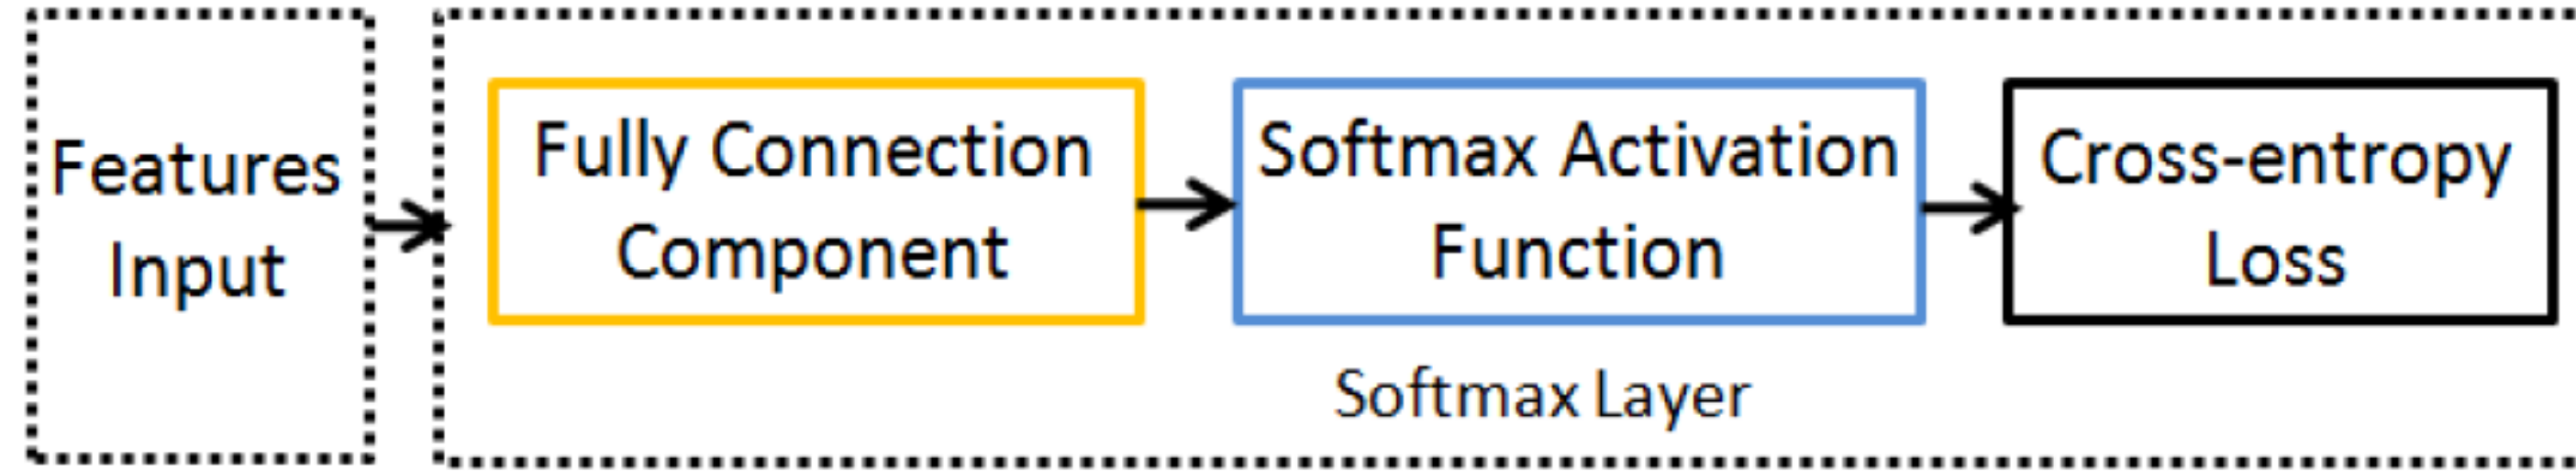 Features
Input
Fully Connection
Component
Softmax Activation
Function
Cross-entropy
Loss
Softmax Layer